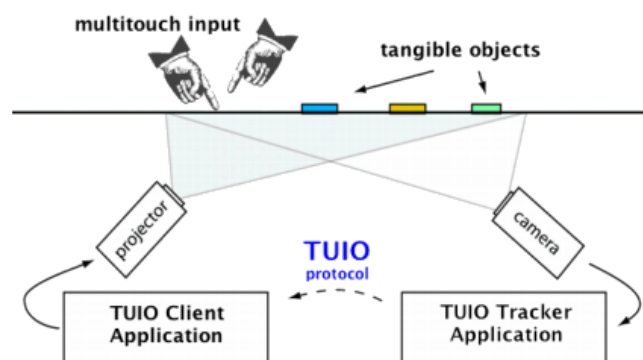 multitouch input
tangible objects
projector
camera
TUIO
protocol
TUIO Client
Application
TUIO Tracker
Application